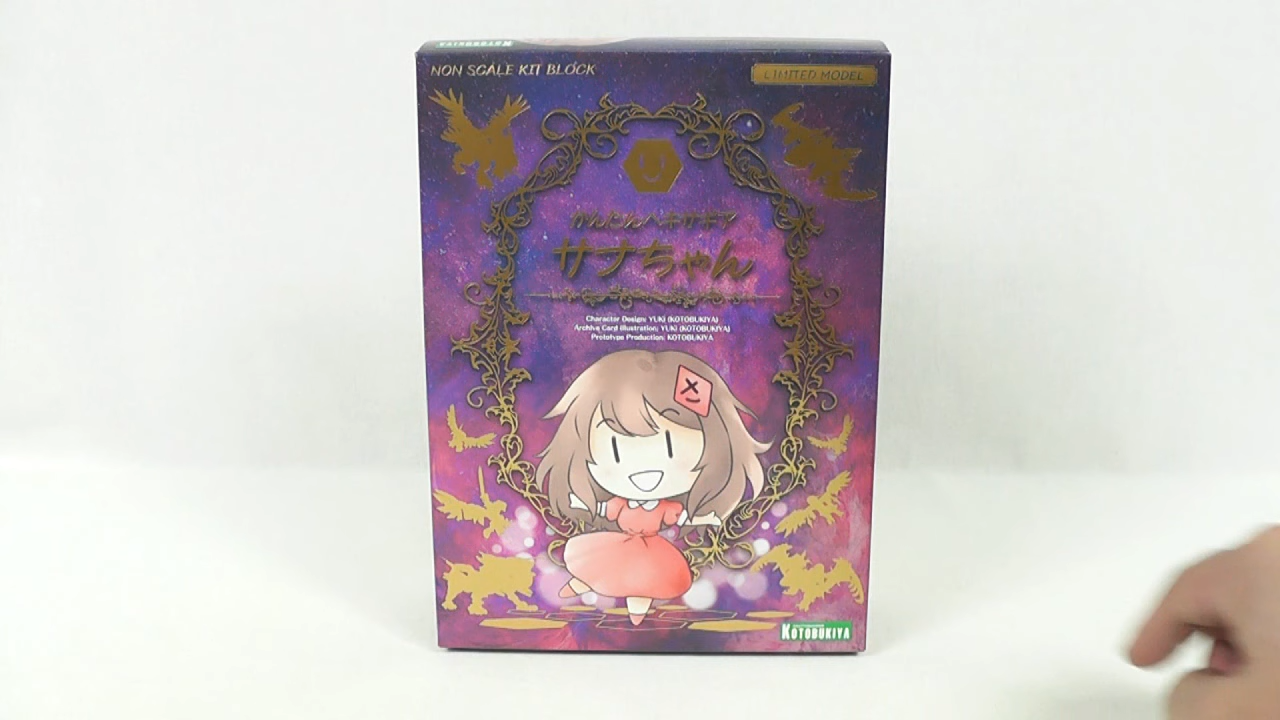 KOTOBUKIYA
NON SCALE KIT BLOCK
LIMITED MODEL
かんたんヘキサギア
サナちゃん
Character Design: YUKI (KOTOBUKIYA)
Archive Card Illustration: YUKI (KOTOBUKIYA)
Prototype Production: KOTOBUKIYA
KOTOBUKIYA